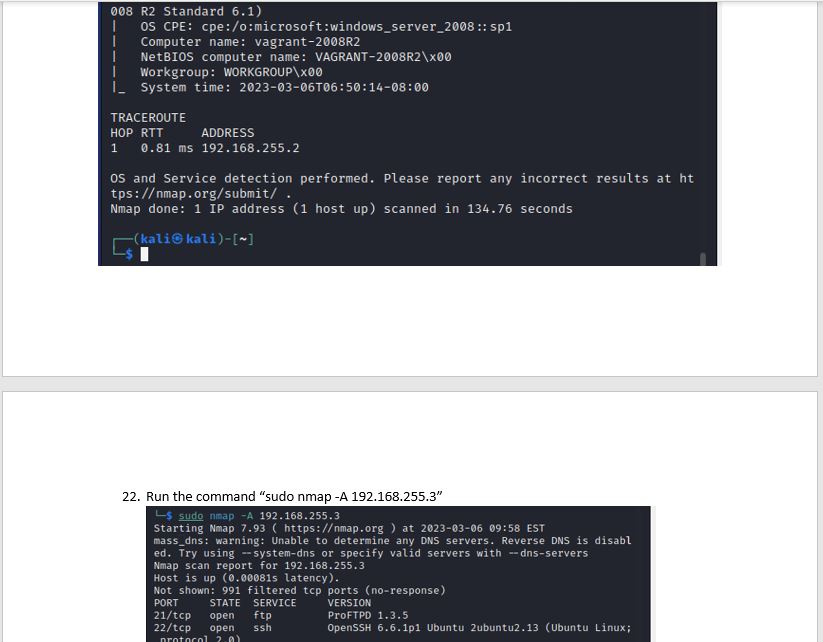 008 R2 Standard 6.1)
|   OS CPE: cpe:/o:microsoft:windows_server_2008::sp1
|   Computer name: vagrant-2008R2
|   NetBIOS computer name: VAGRANT-2008R2\x00
|   Workgroup: WORKGROUP\x00
|_  System time: 2023-03-06T06:50:14-08:00
TRACEROUTE
HOP RTT     ADDRESS
1   0.81 ms 192.168.255.2
OS and Service detection performed. Please report any incorrect results at ht
tps://nmap.org/submit/ .
Nmap done: 1 IP address (1 host up) scanned in 134.76 seconds
┌──(kali㉿kali)-[~]
└─$
22. Run the command “sudo nmap -A 192.168.255.3”
└─$ sudo nmap -A 192.168.255.3
Starting Nmap 7.93 ( https://nmap.org ) at 2023-03-06 09:58 EST
mass_dns: warning: Unable to determine any DNS servers. Reverse DNS is disabl
ed. Try using --system-dns or specify valid servers with --dns-servers
Nmap scan report for 192.168.255.3
Host is up (0.00081s latency).
Not shown: 991 filtered tcp ports (no-response)
PORT     STATE  SERVICE     VERSION
21/tcp   open   ftp         ProFTPD 1.3.5
22/tcp   open   ssh         OpenSSH 6.6.1p1 Ubuntu 2ubuntu2.13 (Ubuntu Linux;
protocol 2.0)